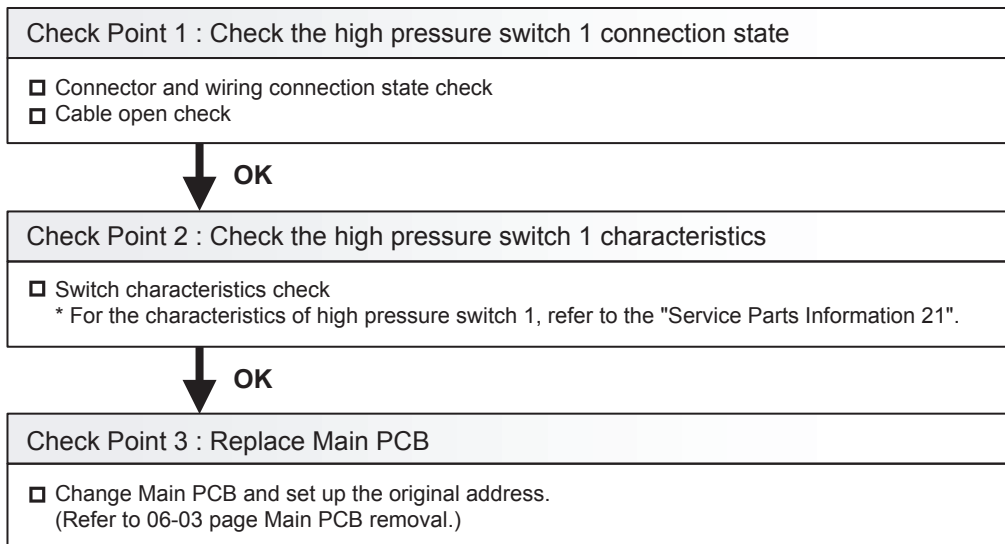 Check Point 1 : Check the high pressure switch 1 connection state
Connector and wiring connection state check
Cable open check
OK
Check Point 2 : Check the high pressure switch 1 characteristics
Switch characteristics check
* For the characteristics of high pressure switch 1, refer to the "Service Parts Information 21".
OK
Check Point 3 : Replace Main PCB
Change Main PCB and set up the original address.
(Refer to 06-03 page Main PCB removal.)